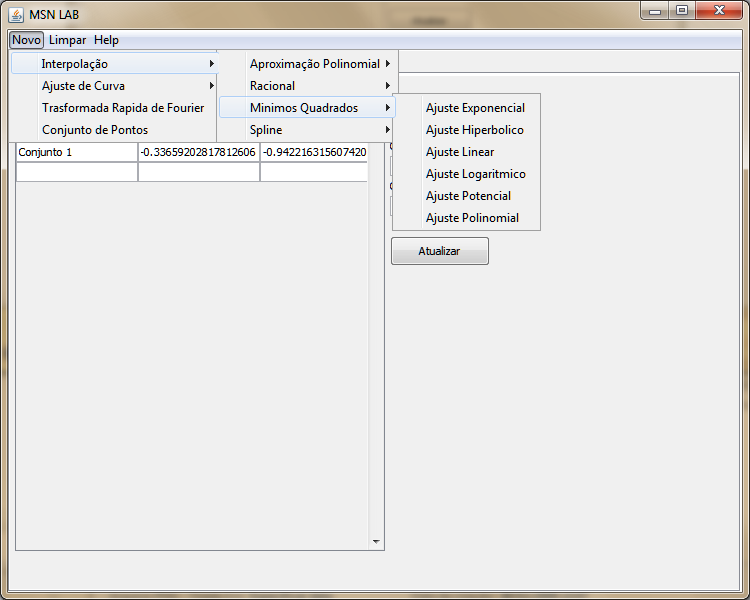 MSN LAB
Novo Limpar Help
Interpolação
Ajuste de Curva
Trasformada Rapida de Fourier
Conjunto de Pontos
Aproximação Polinomial
Racional
Minimos Quadrados
Spline
Ajuste Exponencial
Ajuste Hiperbolico
Ajuste Linear
Ajuste Logaritmico
Ajuste Potencial
Ajuste Polinomial
Conjunto 1 -0.33659202817812606 -0.942216315607420
Atualizar